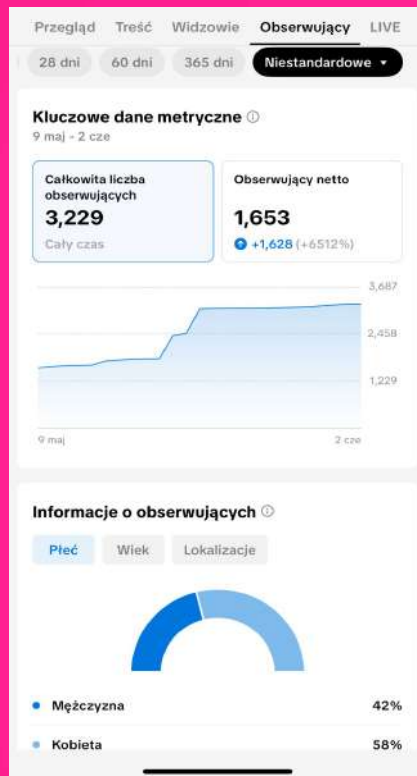 Przegląd Treść Widzowie Obserwujący LIVE
28 dni 60 dni 365 dni Niestandardowe
Kluczowe dane metryczne
9 maj - 2 cze
Całkowita liczba obserwujących
3,229
Cały czas
Obserwujący netto
1,653
+1,628 (+6512%)
3,687
2,458
1,229
9 maj 2 cze
Informacje o obserwujących
Płeć Wiek Lokalizacje
Mężczyzna 42%
Kobieta 58%